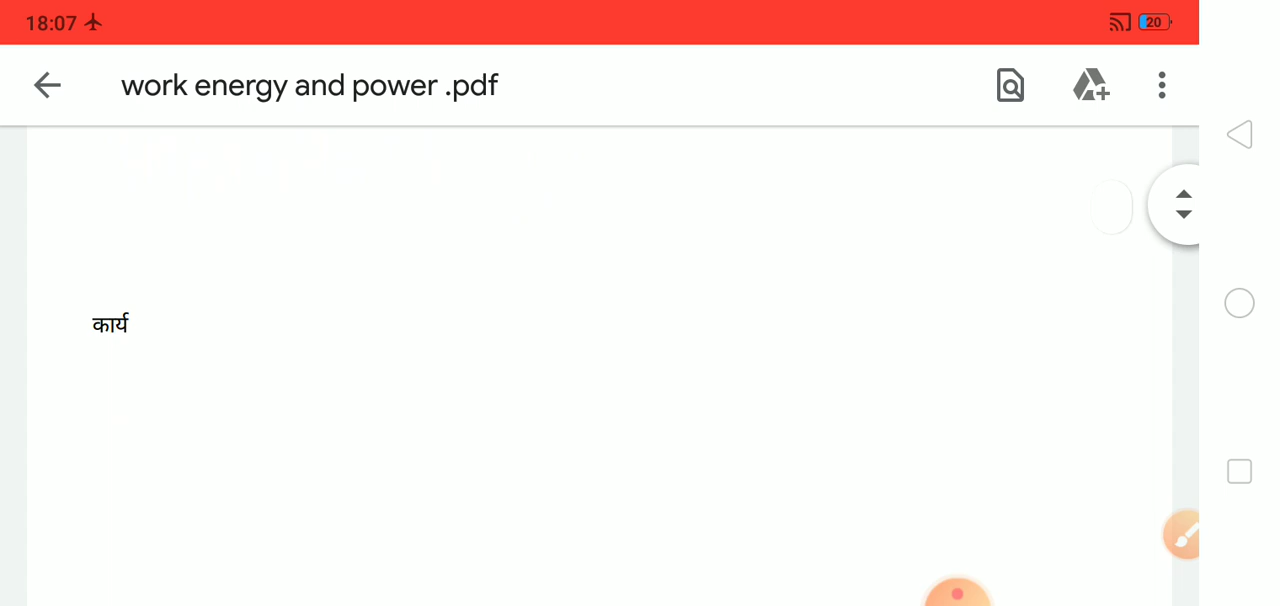 18:07
20
work energy and power .pdf
कार्य